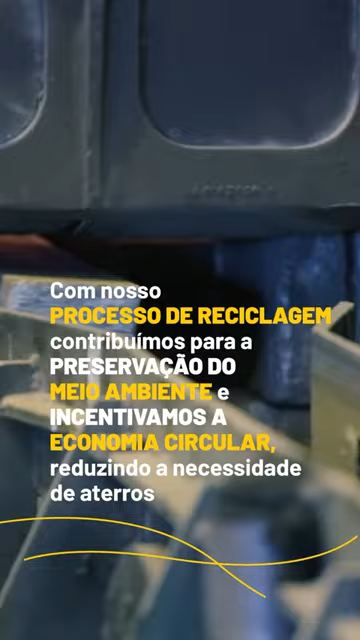 Com nosso
PROCESSO DE RECICLAGEM
contribuímos para a
PRESERVAÇÃO DO
MEIO AMBIENTE e
INCENTIVAMOS A
ECONOMIA CIRCULAR,
reduzindo a necessidade
de aterros